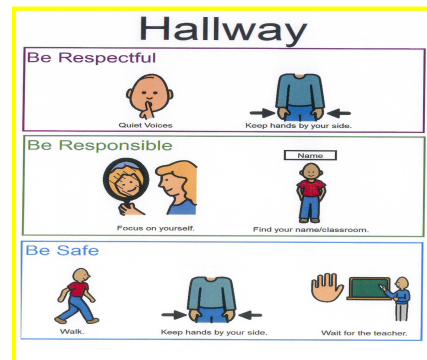 Hallway
Be Respectful
Quiet Voices
Keep hands by your side.
Be Responsible
Name
Focus on yourself.
Find your name/classroom.
Be Safe
Walk.
Keep hands by your side.
Wait for the teacher.